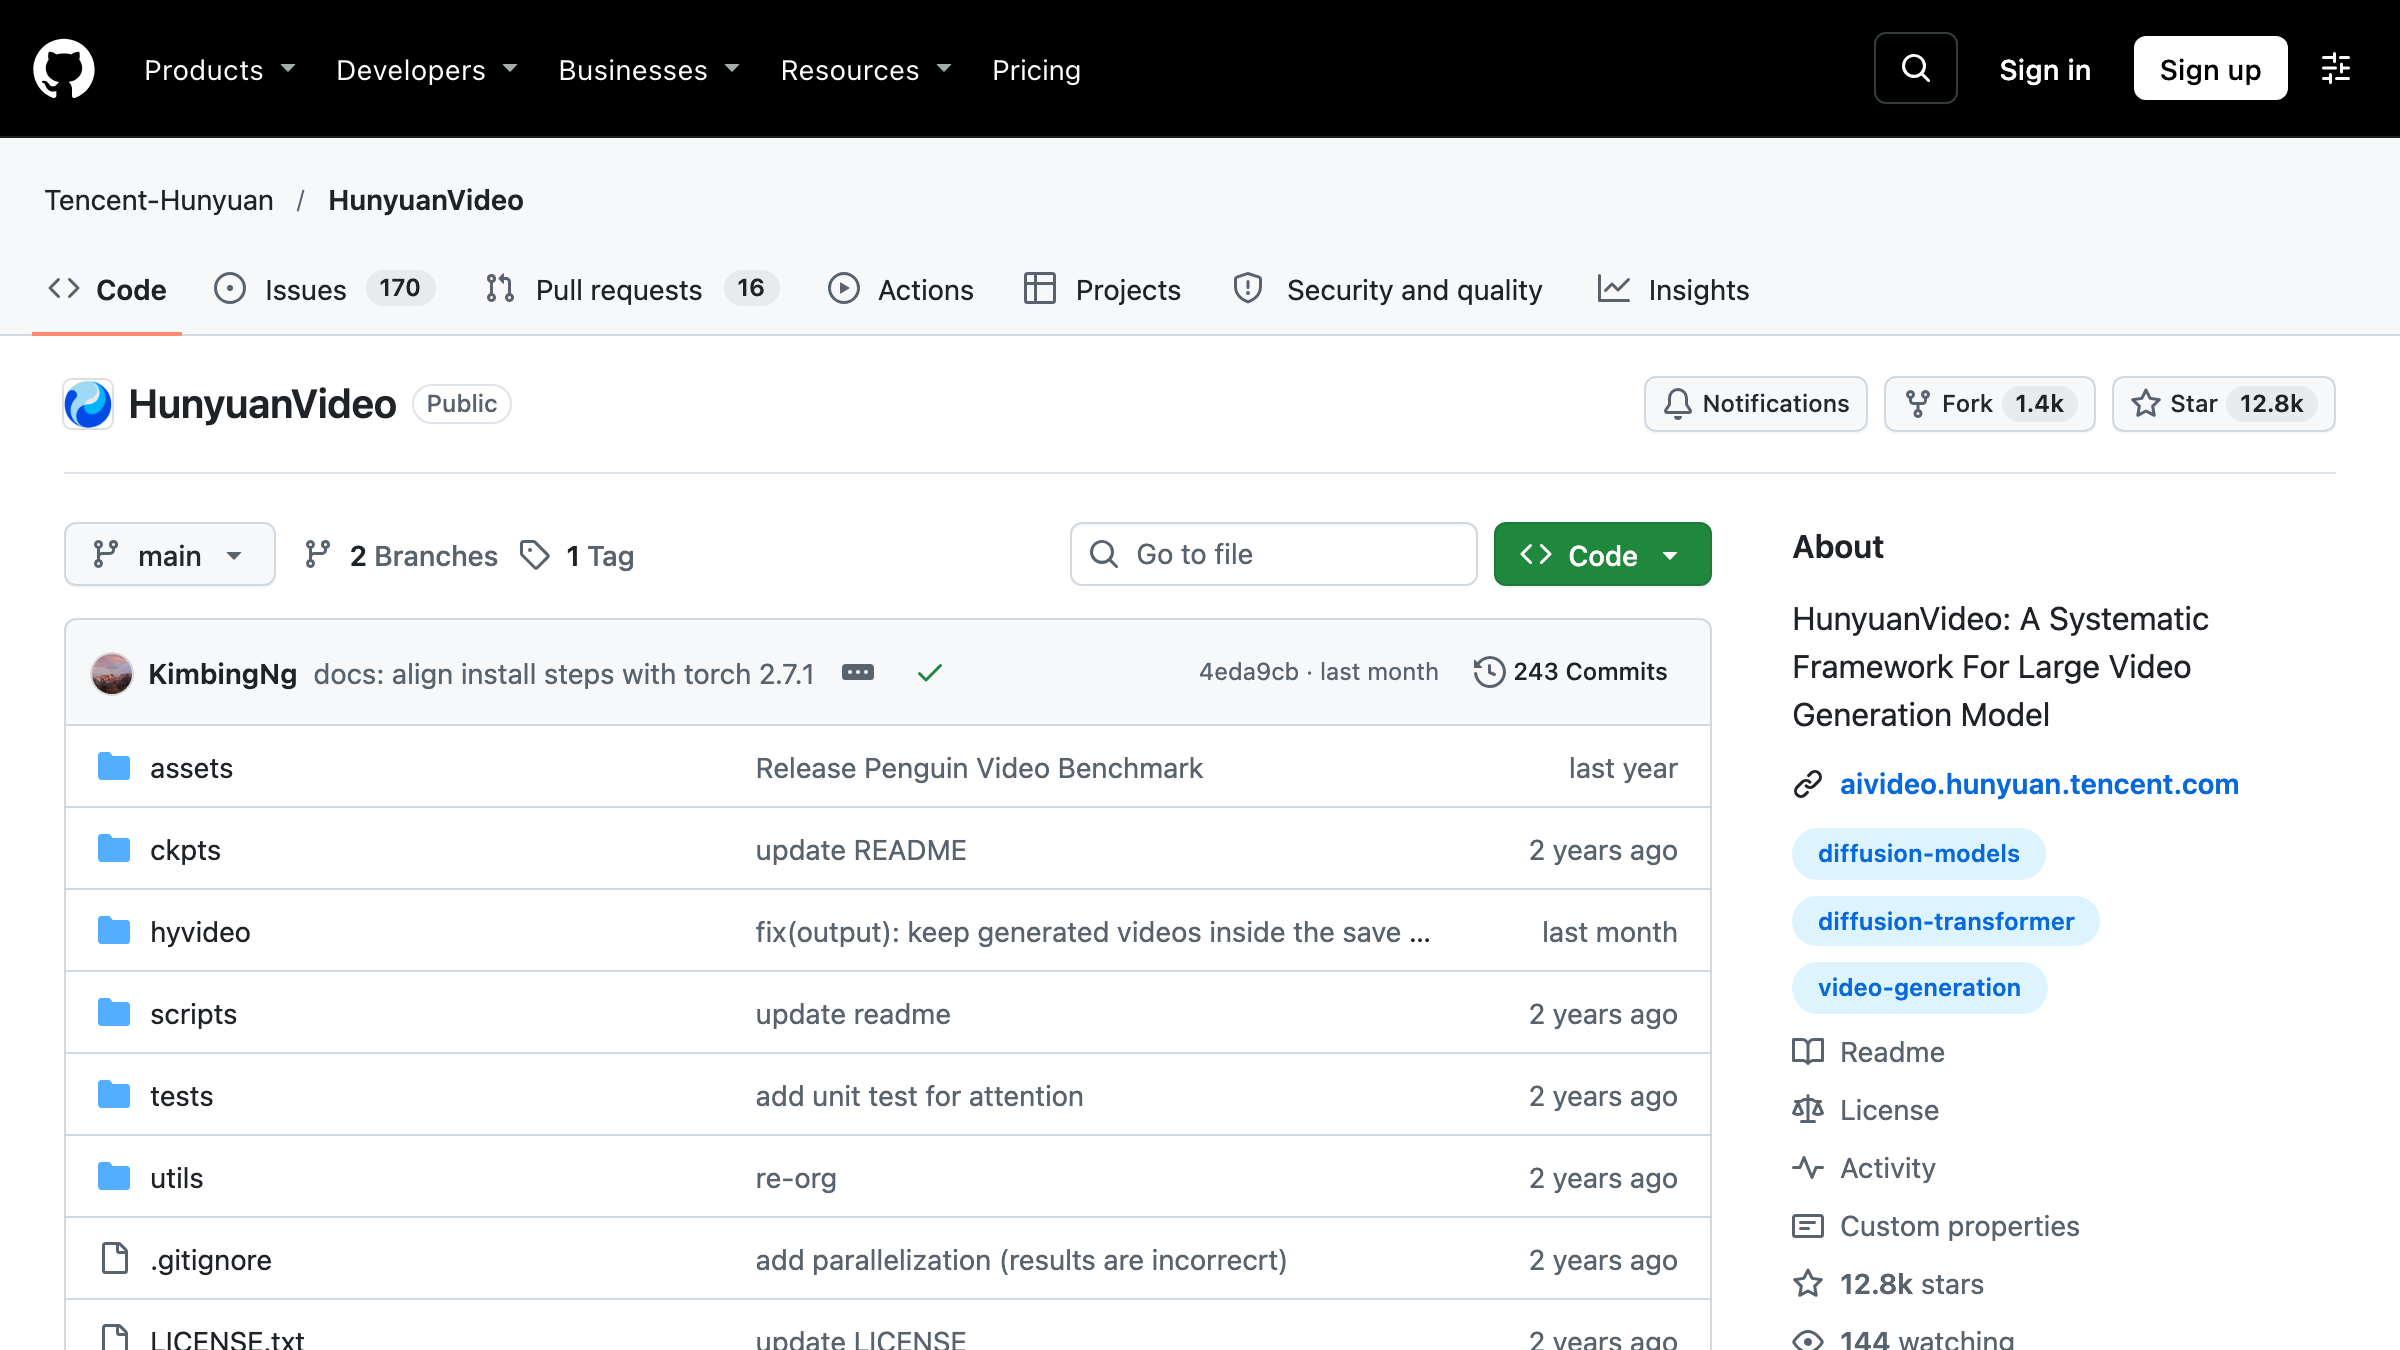 Products Developers Businesses Resources Pricing Sign in Sign up
Tencent-Hunyuan / HunyuanVideo
Code Issues 170 Pull requests 16 Actions Projects Security and quality Insights
HunyuanVideo Public Notifications Fork 1.4k Star 12.8k
main 2 Branches 1 Tag Go to file Code
KimbingNg docs: align install steps with torch 2.7.1 4eda9cb · last month 243 Commits
assets Release Penguin Video Benchmark last year
ckpts update README 2 years ago
hyvideo fix(output): keep generated videos inside the save ... last month
scripts update readme 2 years ago
tests add unit test for attention 2 years ago
utils re-org 2 years ago
.gitignore add parallelization (results are incorrecrt) 2 years ago
LICENSE.txt update LICENSE 2 years ago
About
HunyuanVideo: A Systematic
Framework For Large Video
Generation Model
aivideo.hunyuan.tencent.com
diffusion-models
diffusion-transformer
video-generation
Readme
License
Activity
Custom properties
12.8k stars
144 watching